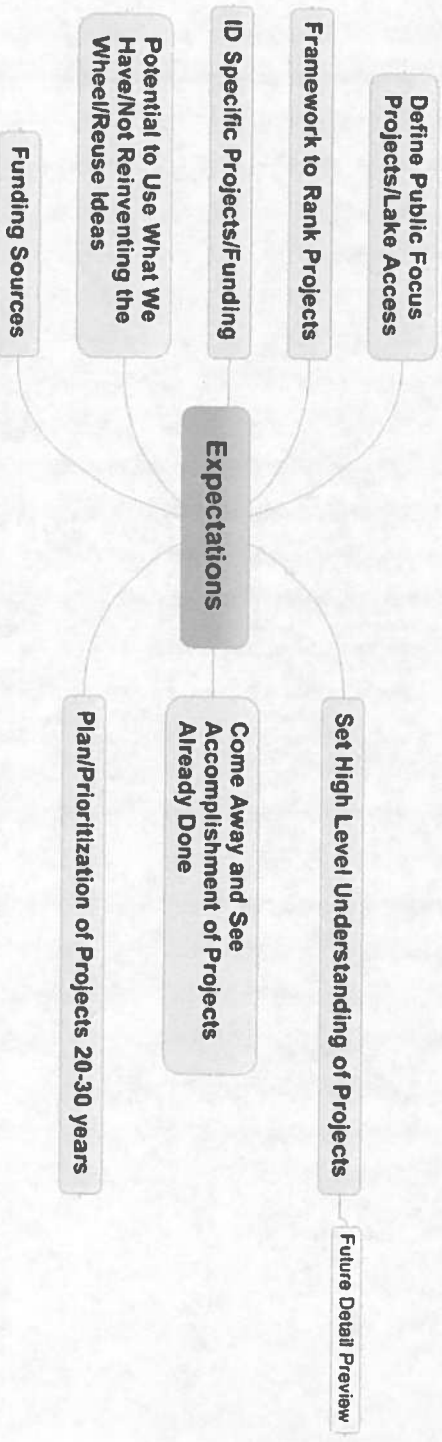 Define Public Focus
Projects/Lake Access
Framework to Rank Projects
ID Specific Projects/Funding
Potential to Use What We
Have/Not Reinventing the
Wheel/Reuse Ideas
Funding Sources
Expectations
Set High Level Understanding of Projects
Future Detail Preview
Come Away and See
Accomplishment of Projects
Already Done
Plan/Prioritization of Projects 20-30 years